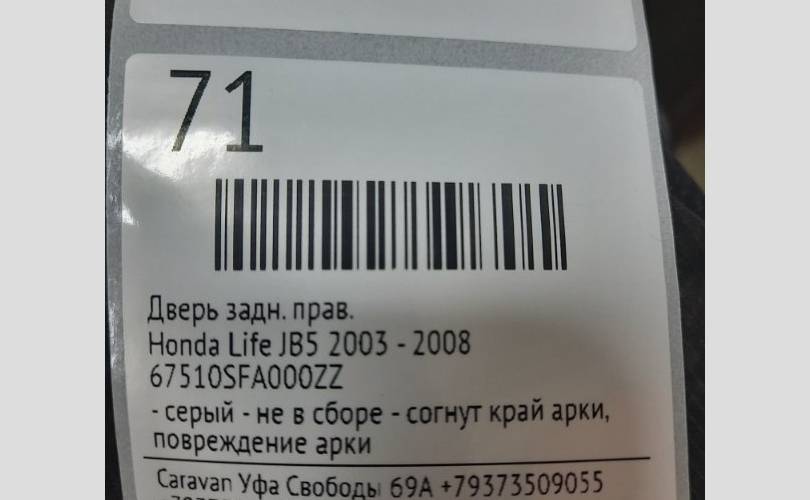 71
Дверь задн. прав.
Honda Life JB5 2003 - 2008
67510SFA000ZZ
- серый - не в сборе - согнут край арки,
повреждение арки
Caravan Уфа Свободы 69А +79373509055